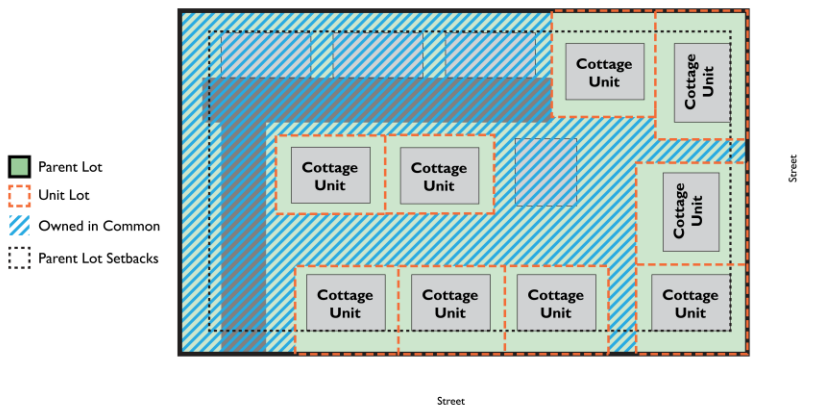 Cottage
Unit
Cottage
Unit
Cottage
Unit
Cottage
Unit
Cottage
Unit
Cottage
Unit
Cottage
Unit
Cottage
Unit
Cottage
Unit
Parent Lot
Unit Lot
Owned in Common
Parent Lot Setbacks
Street
Street